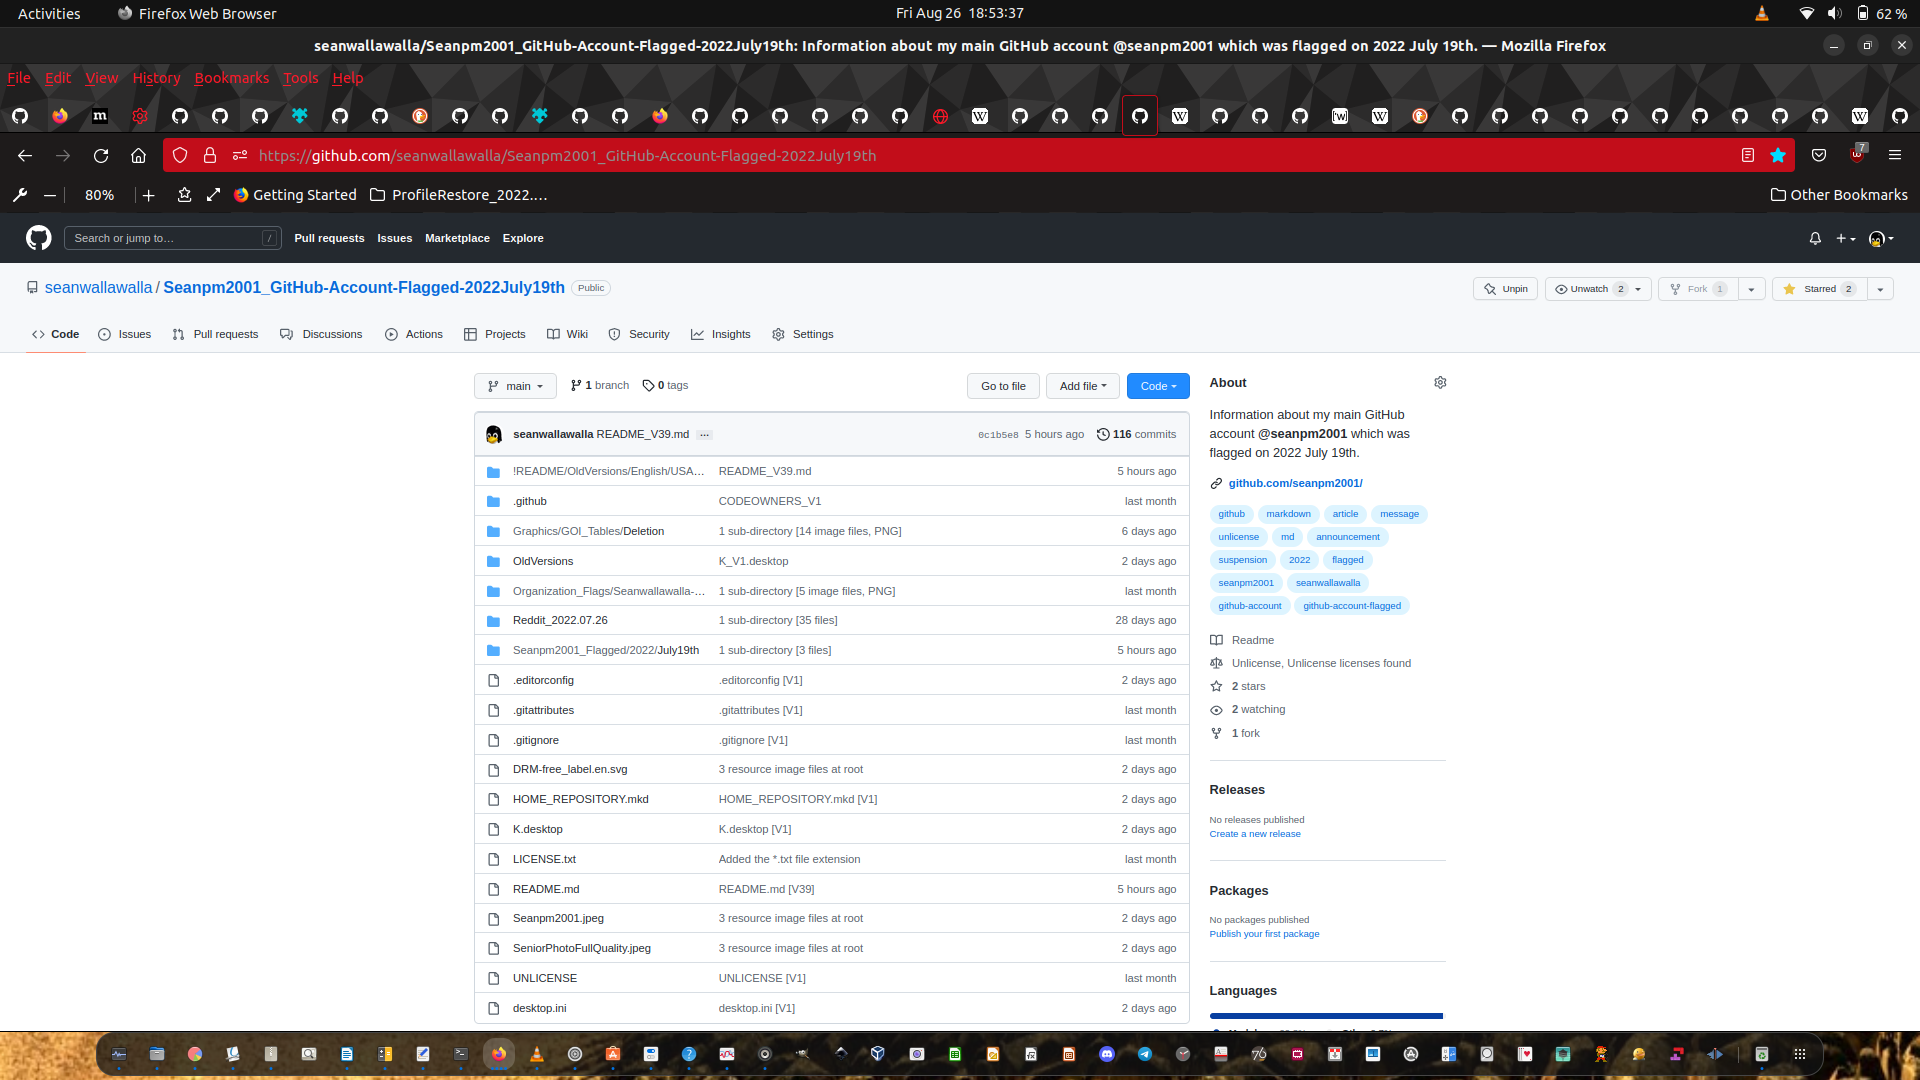 Activities
Firefox Web Browser
Fri Aug 26 18:53:37
62 %
seanwallawalla/Seanpm2001_GitHub-Account-Flagged-2022July19th: Information about my main GitHub account @seanpm2001 which was flagged on 2022 July 19th. — Mozilla Firefox
File Edit View History Bookmarks Tools Help
https://github.com/seanwallawalla/Seanpm2001_GitHub-Account-Flagged-2022July19th
7
80%
Getting Started
ProfileRestore_2022.…
Other Bookmarks
Search or jump to…
/
Pull requests Issues Marketplace Explore
seanwallawalla / Seanpm2001_GitHub-Account-Flagged-2022July19th Public
Unpin
Unwatch 2
Fork 1
Starred 2
Code Issues Pull requests Discussions Actions Projects Wiki Security Insights Settings
main
1 branch
0 tags
Go to file
Add file
Code
seanwallawalla README_V39.md ...
0c1b5e8 5 hours ago 116 commits
!README/OldVersions/English/USA… README_V39.md 5 hours ago
.github CODEOWNERS_V1 last month
Graphics/GOI_Tables/Deletion 1 sub-directory [14 image files, PNG] 6 days ago
OldVersions K_V1.desktop 2 days ago
Organization_Flags/Seanwallawalla-… 1 sub-directory [5 image files, PNG] last month
Reddit_2022.07.26 1 sub-directory [35 files] 28 days ago
Seanpm2001_Flagged/2022/July19th 1 sub-directory [3 files] 5 hours ago
.editorconfig .editorconfig [V1] 2 days ago
.gitattributes .gitattributes [V1] last month
.gitignore .gitignore [V1] last month
DRM-free_label.en.svg 3 resource image files at root 2 days ago
HOME_REPOSITORY.mkd HOME_REPOSITORY.mkd [V1] 2 days ago
K.desktop K.desktop [V1] 2 days ago
LICENSE.txt Added the *.txt file extension last month
README.md README.md [V39] 5 hours ago
Seanpm2001.jpeg 3 resource image files at root 2 days ago
SeniorPhotoFullQuality.jpeg 3 resource image files at root 2 days ago
UNLICENSE UNLICENSE [V1] last month
desktop.ini desktop.ini [V1] 2 days ago
About
Information about my main GitHub
account @seanpm2001 which was
flagged on 2022 July 19th.
github.com/seanpm2001/
github markdown article message
unlicense md announcement
suspension 2022 flagged
seanpm2001 seanwallawalla
github-account github-account-flagged
Readme
Unlicense, Unlicense licenses found
2 stars
2 watching
1 fork
Releases
No releases published
Create a new release
Packages
No packages published
Publish your first package
Languages